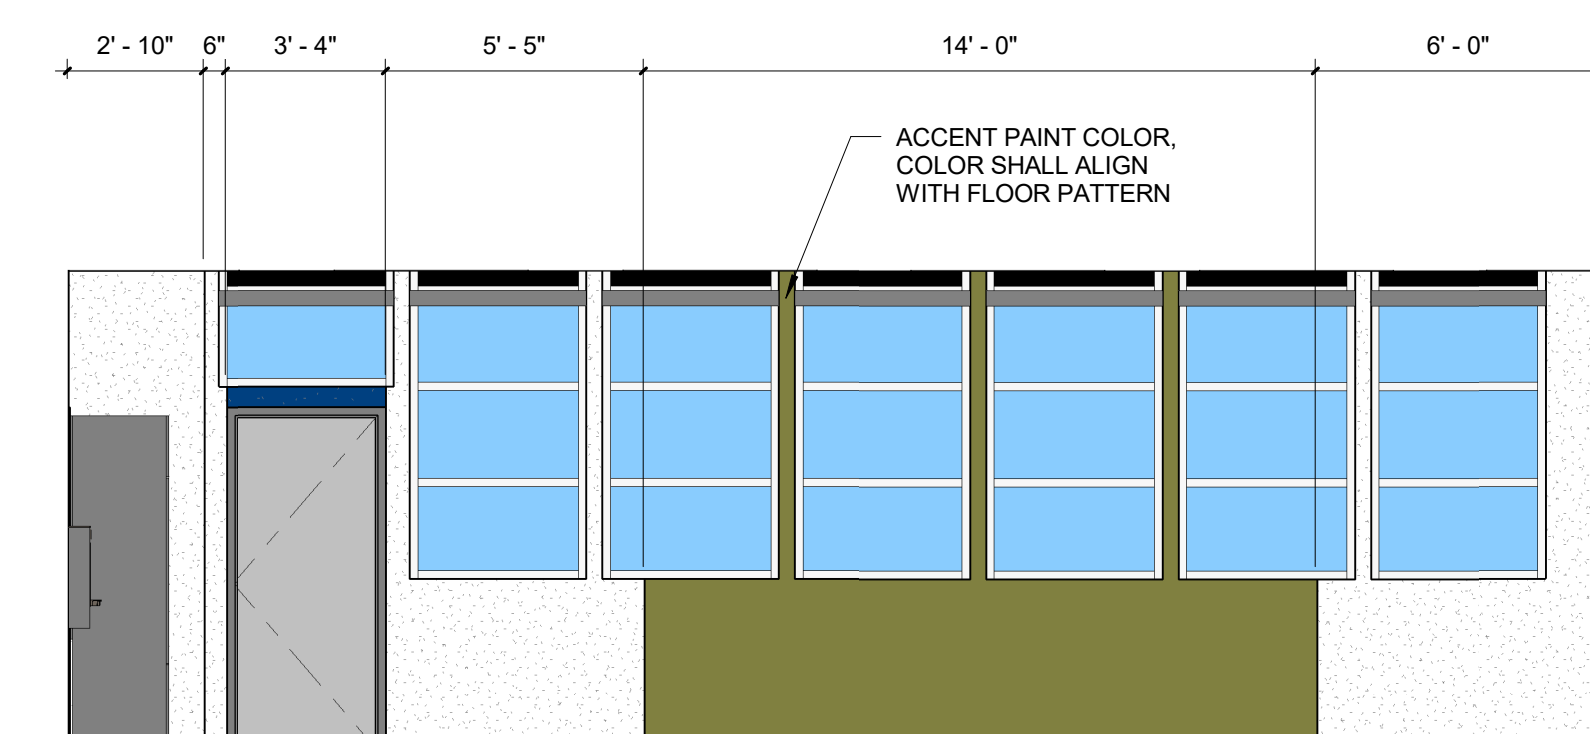 2' - 10" 6" 3' - 4" 5' - 5" 14' - 0" 6' - 0"
ACCENT PAINT COLOR,
COLOR SHALL ALIGN
WITH FLOOR PATTERN